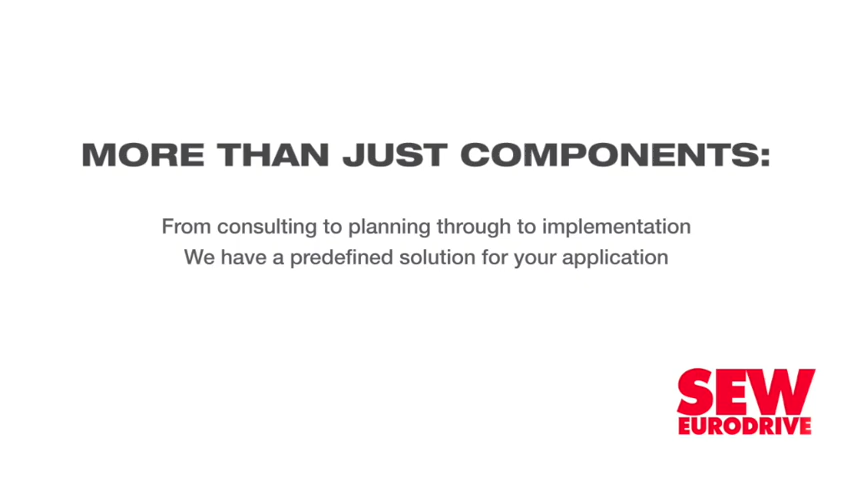 MORE THAN JUST COMPONENTS:
From consulting to planning through to implementation
We have a predefined solution for your application
SEW
EURODRIVE